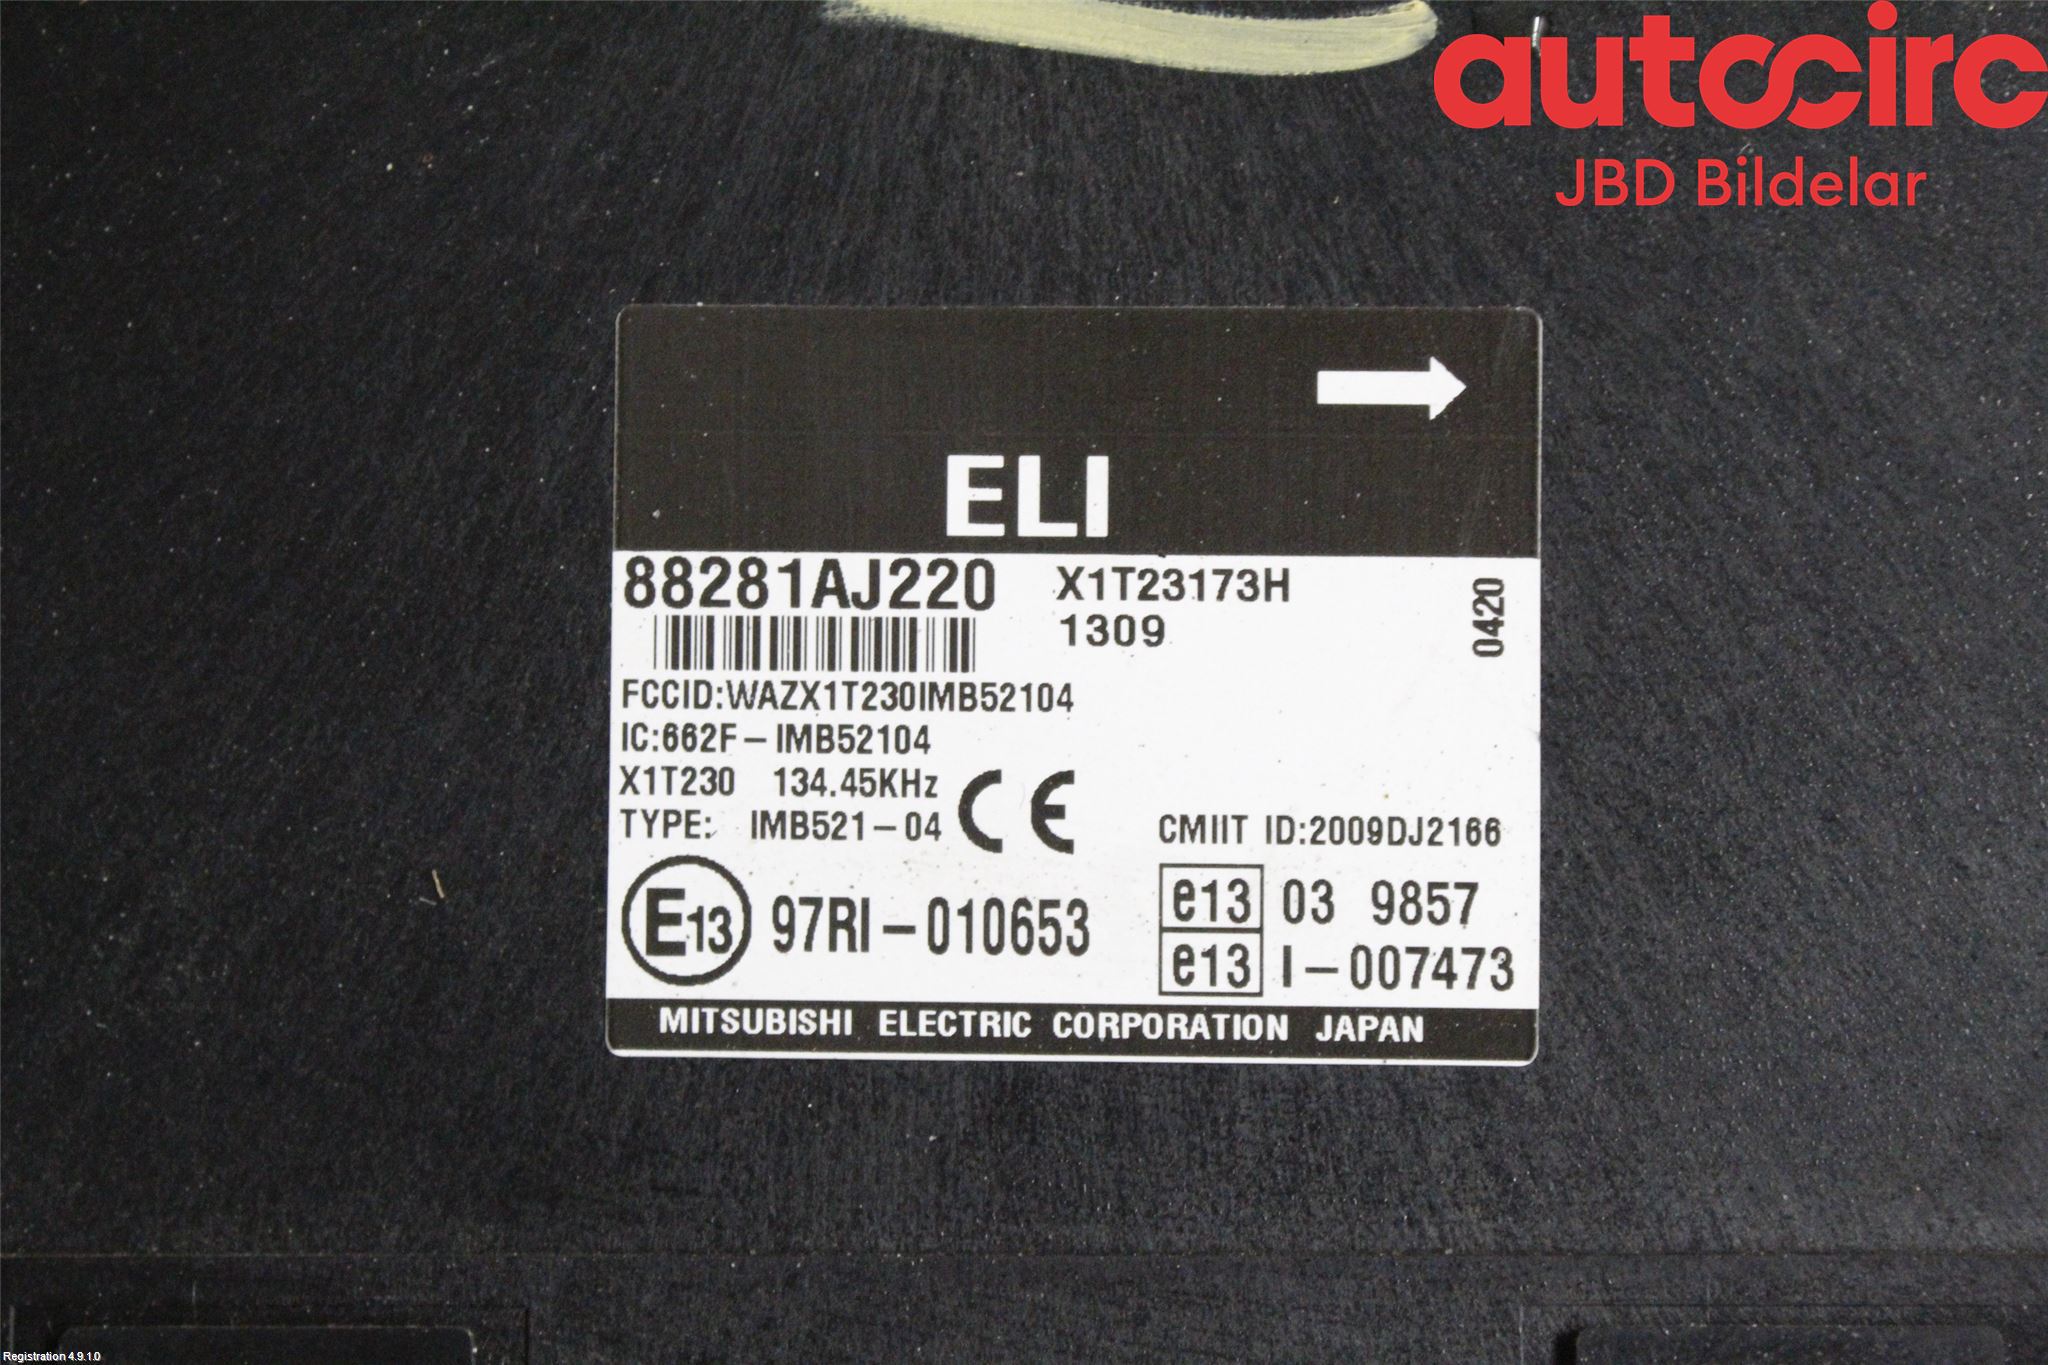 autocirc
JBD Bildelar
ELI
88281AJ220 X1T23173H
1309
0420
FCCID:WAZX1T230IMB52104
IC:662F-IMB52104
X1T230 134.45KHz CE
TYPE: IMB521-04
CMIIT ID:2009DJ2166
E13 97RI-010653
e13 03 9857
e13 I-007473
MITSUBISHI ELECTRIC CORPORATION JAPAN
Registration 4.9.1.0